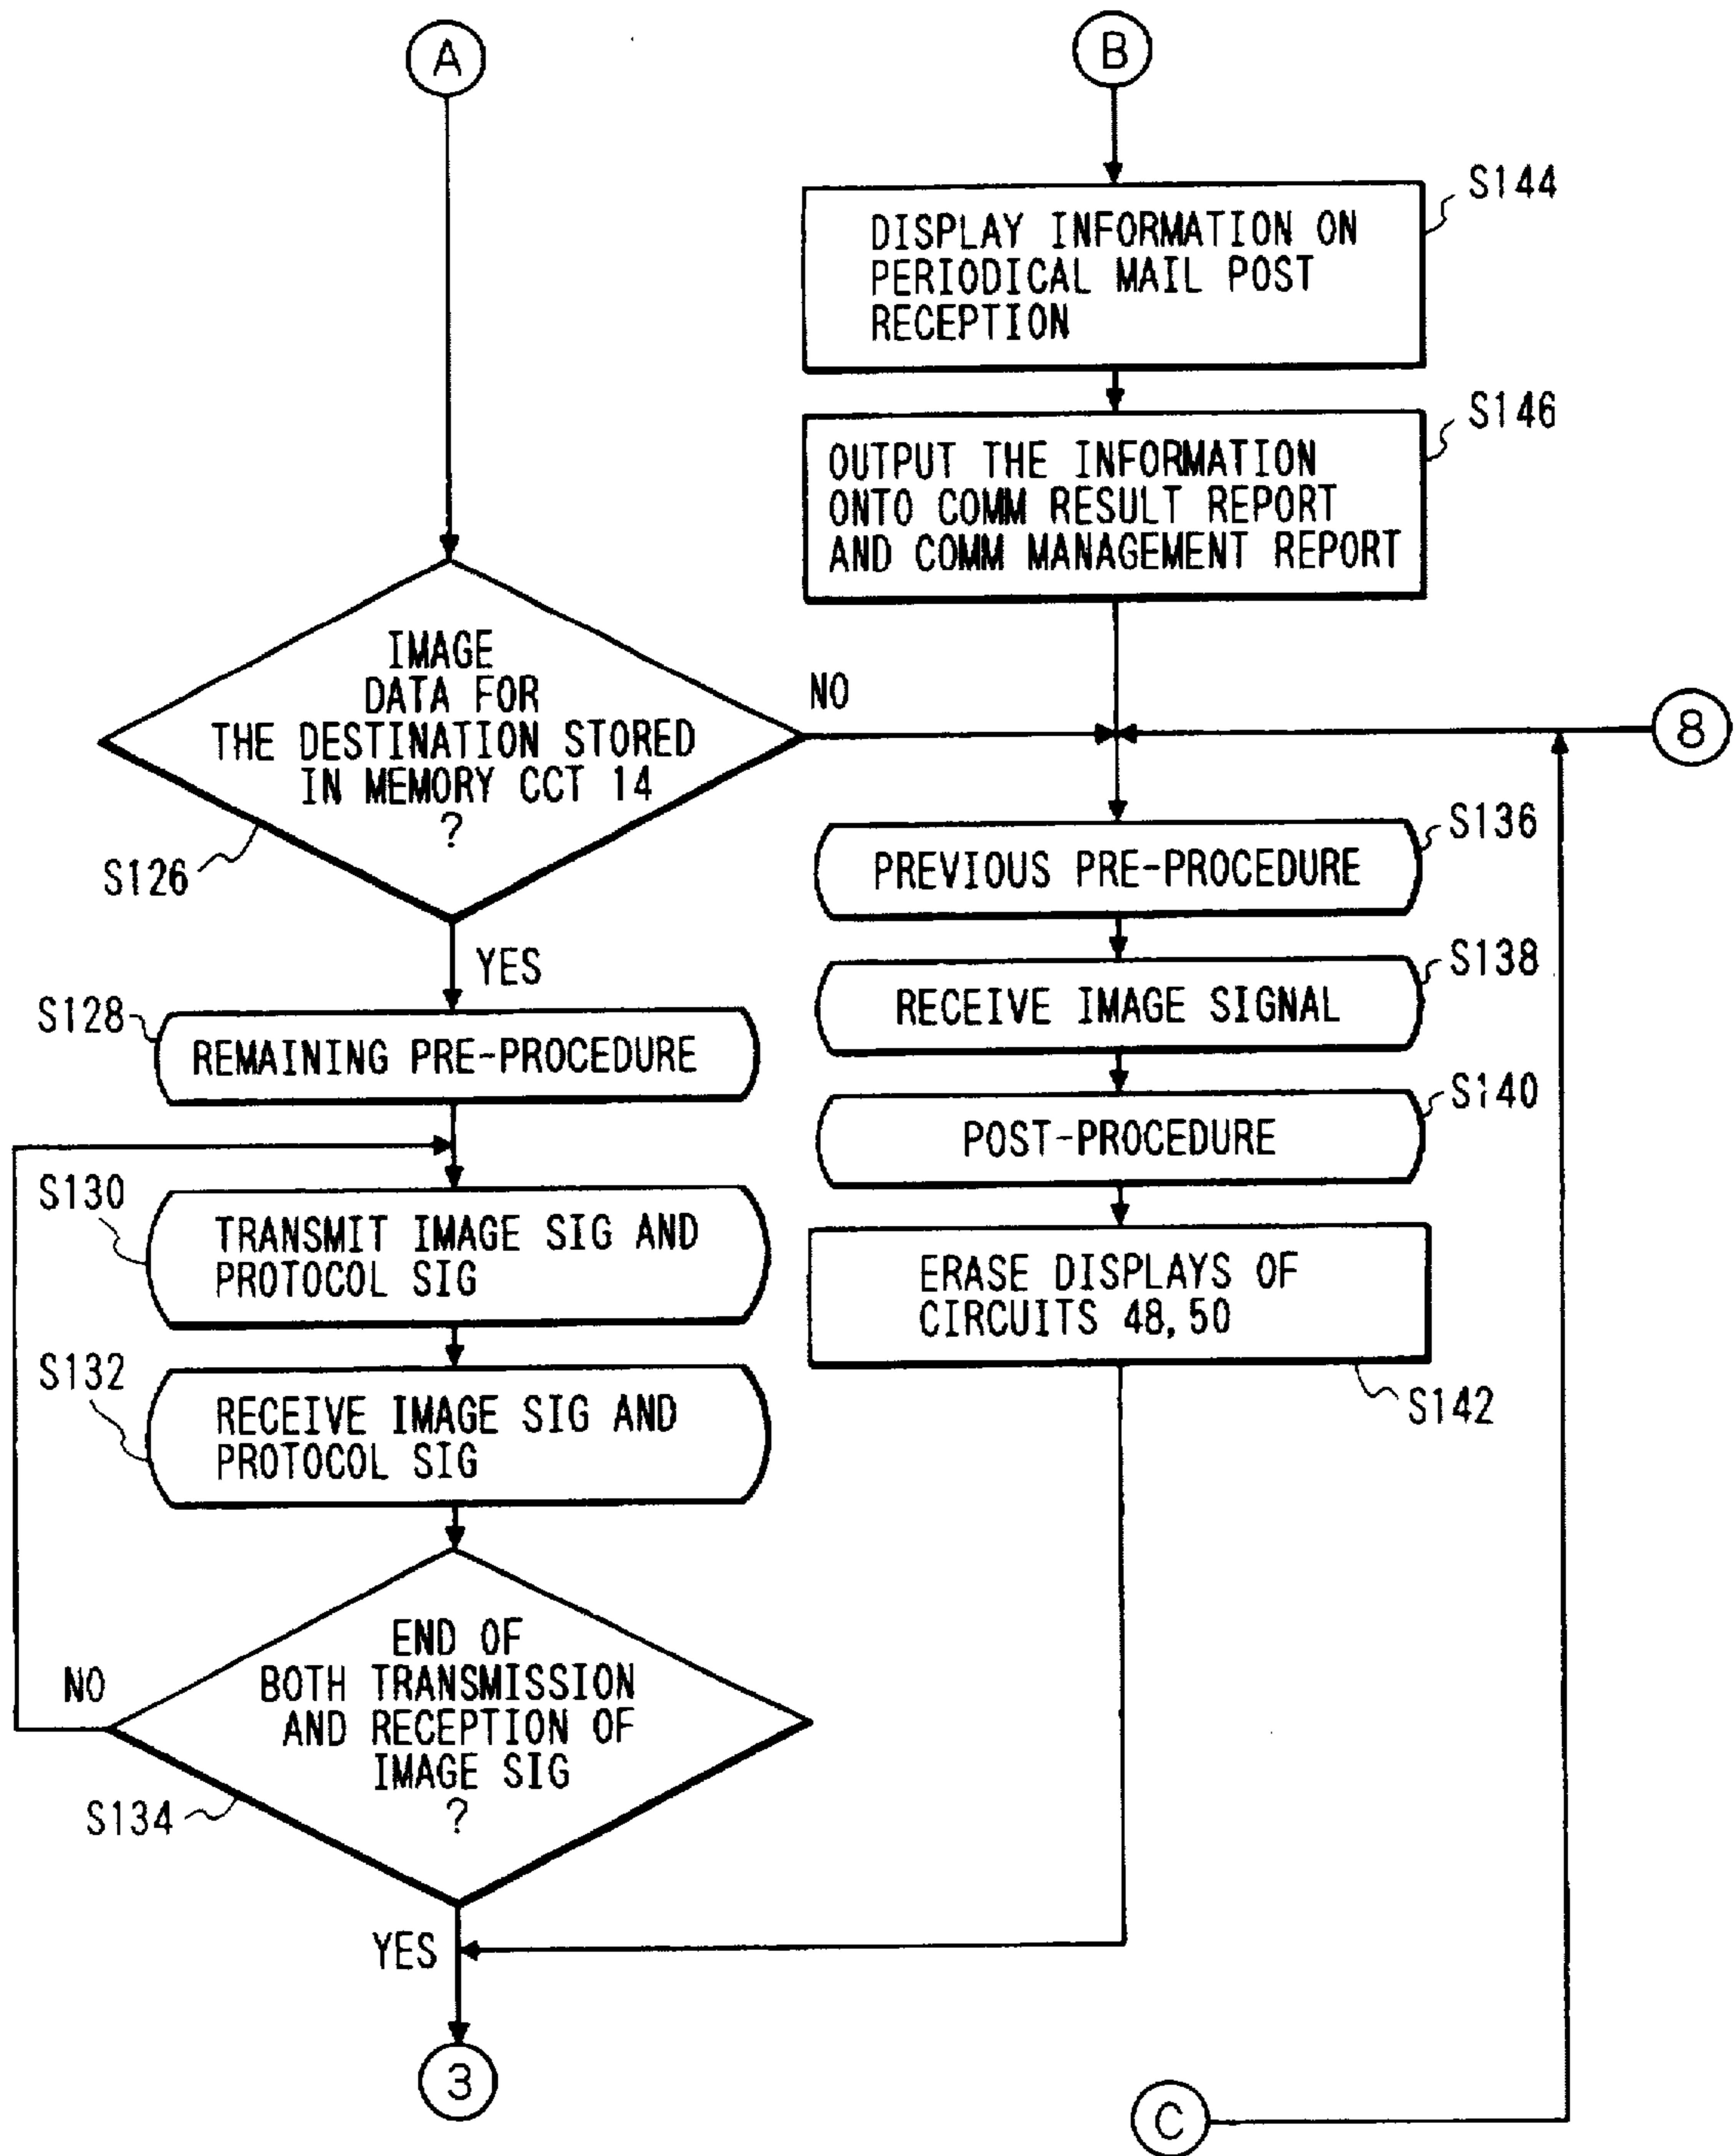 A
IMAGE
DATA FOR
THE DESTINATION STORED
IN MEMORY CCT 14
?
S126
NO
YES
S128
REMAINING PRE-PROCEDURE
S130
TRANSMIT IMAGE SIG AND
PROTOCOL SIG
S132
RECEIVE IMAGE SIG AND
PROTOCOL SIG
END OF
BOTH TRANSMISSION
AND RECEPTION OF
IMAGE SIG
?
NO
S134
YES
3
B
S144
DISPLAY INFORMATION ON
PERIODICAL MAIL POST
RECEPTION
S146
OUTPUT THE INFORMATION
ONTO COMM RESULT REPORT
AND COMM MANAGEMENT REPORT
8
S136
PREVIOUS PRE-PROCEDURE
S138
RECEIVE IMAGE SIGNAL
S140
POST-PROCEDURE
ERASE DISPLAYS OF
CIRCUITS 48, 50
S142
C